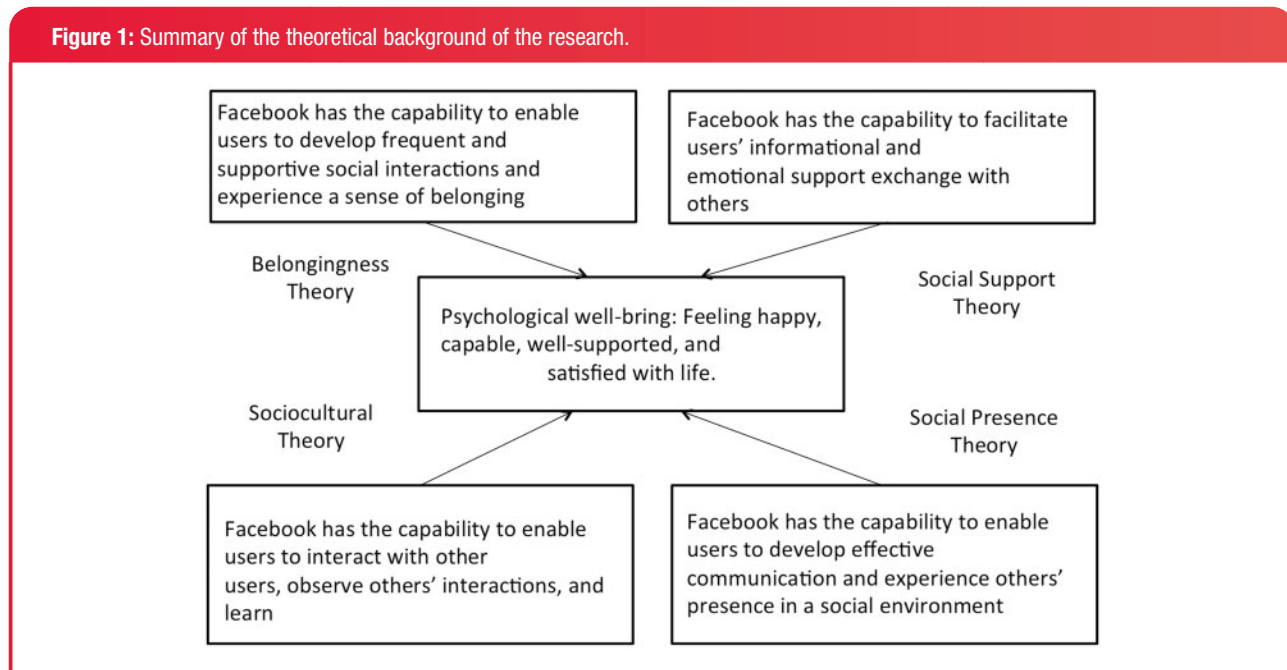 Figure 1: Summary of the theoretical background of the research.
Facebook has the capability to enable
users to develop frequent and
supportive social interactions and
experience a sense of belonging
Facebook has the capability to facilitate
users’ informational and
emotional support exchange with
others
Belongingness
Theory
Social Support
Theory
Psychological well-bring: Feeling happy,
capable, well-supported, and
satisfied with life.
Sociocultural
Theory
Social Presence
Theory
Facebook has the capability to enable
users to interact with other
users, observe others’ interactions, and
learn
Facebook has the capability to enable
users to develop effective
communication and experience others’
presence in a social environment